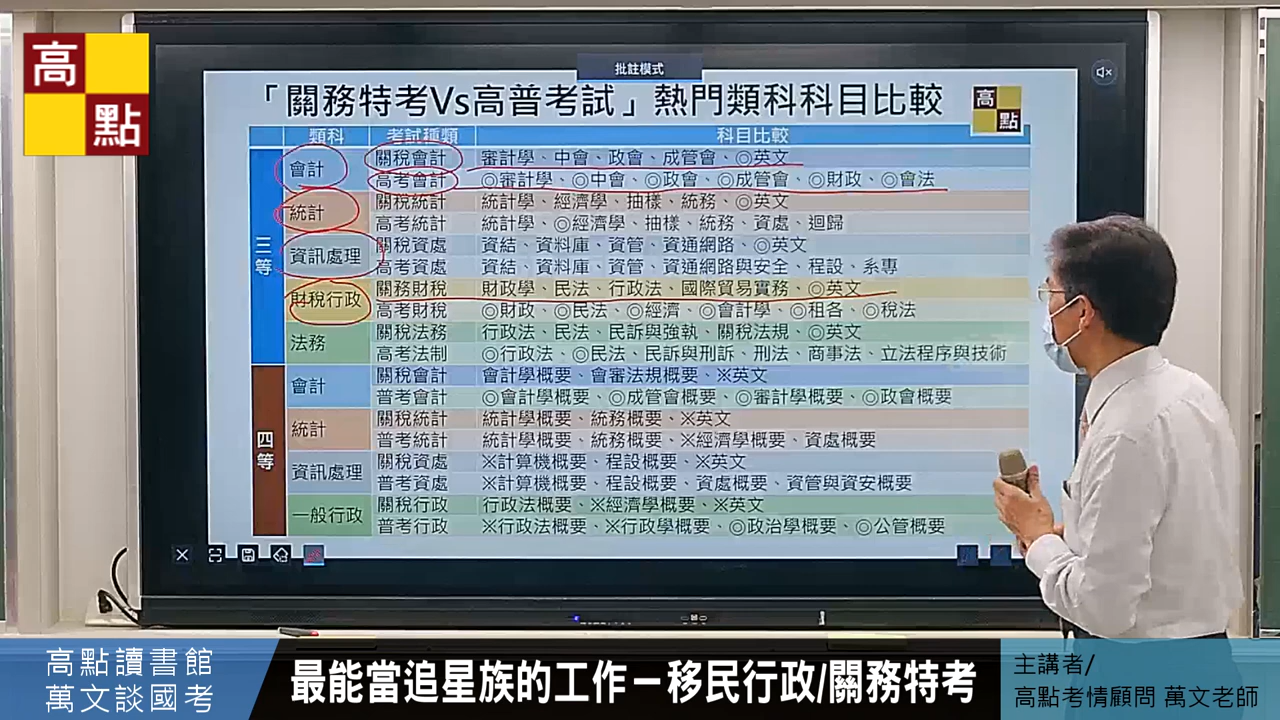 高
點
批註模式
「關務特考Vs高普考試」熱門類科科目比較
高
點
類科 考試種類 科目比較
三等
會計
關稅會計 審計學、中會、政會、成管會、◎英文
高考會計 ◎審計學、◎中會、◎政會、◎成管會、◎財政、◎會法
統計
關稅統計 統計學、經濟學、抽樣、統務、◎英文
高考統計 統計學、◎經濟學、抽樣、統務、資處、迴歸
資訊處理
關稅資處 資結、資料庫、資管、資通網路、◎英文
高考資處 資結、資料庫、資管、資通網路與安全、程設、系專
財稅行政
關務財稅 財政學、民法、行政法、國際貿易實務、◎英文
高考財稅 ◎財政、◎民法、◎經濟、◎會計學、◎租各、◎稅法
法務
關稅法務 行政法、民法、民訴與強執、關稅法規、◎英文
高考法制 ◎行政法、◎民法、民訴與刑訴、刑法、商事法、立法程序與技術
四等
會計
關稅會計 會計學概要、會審法規概要、※英文
普考會計 ◎會計學概要、◎成管會概要、◎審計學概要、◎政會概要
統計
關稅統計 統計學概要、統務概要、※英文
普考統計 統計學概要、統務概要、※經濟學概要、資處概要
資訊處理
關稅資處 ※計算機概要、程設概要、※英文
普考資處 ※計算機概要、程設概要、資處概要、資管與資安概要
一般行政
關稅行政 行政法概要、※經濟學概要、※英文
普考行政 ※行政法概要、※行政學概要、◎政治學概要、◎公管概要
高點讀書館
萬文談國考
最能當追星族的工作－移民行政/關務特考
主講者/
高點考情顧問 萬文老師